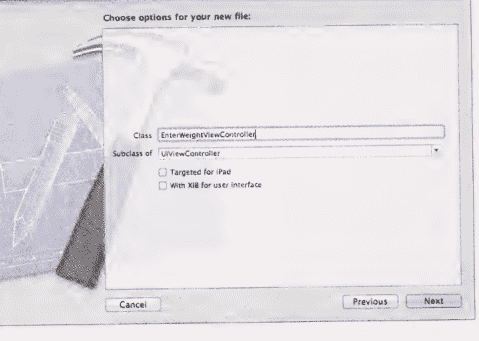 Choose options for your new file:
Class EnterWeightViewController
Subclass of UIViewController
Targeted for iPad
With XIB for user interface
Cancel Previous Next